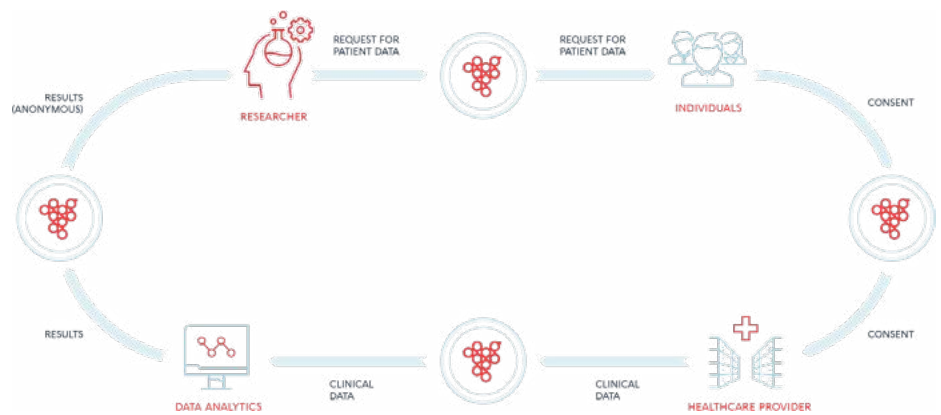 REQUEST FOR
PATIENT DATA
REQUEST FOR
PATIENT DATA
RESULTS
(ANONYMOUS)
RESEARCHER
INDIVIDUALS
CONSENT
RESULTS
CONSENT
CLINICAL
DATA
CLINICAL
DATA
DATA ANALYTICS
HEALTHCARE PROVIDER